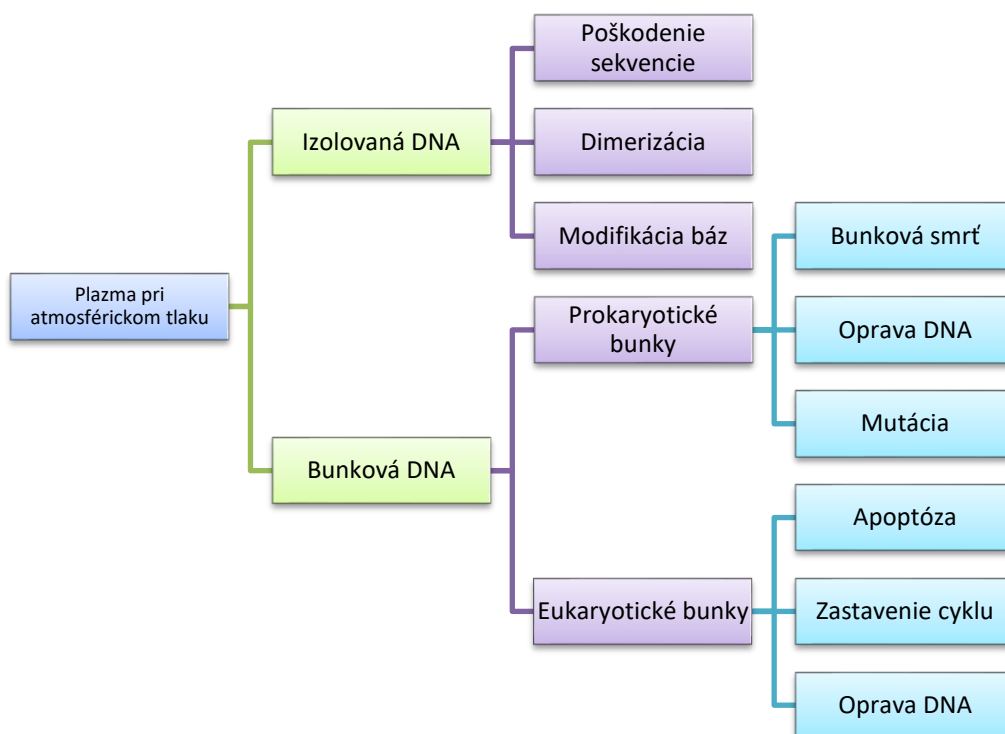 Poškodenie
sekvencie
Izolovaná DNA
Dimerizácia
Modifikácia báz
Bunková smrť
Plazma pri
atmosférickom tlaku
Prokaryotické
bunky
Oprava DNA
Mutácia
Bunková DNA
Apoptóza
Eukaryotické bunky
Zastavenie cyklu
Oprava DNA